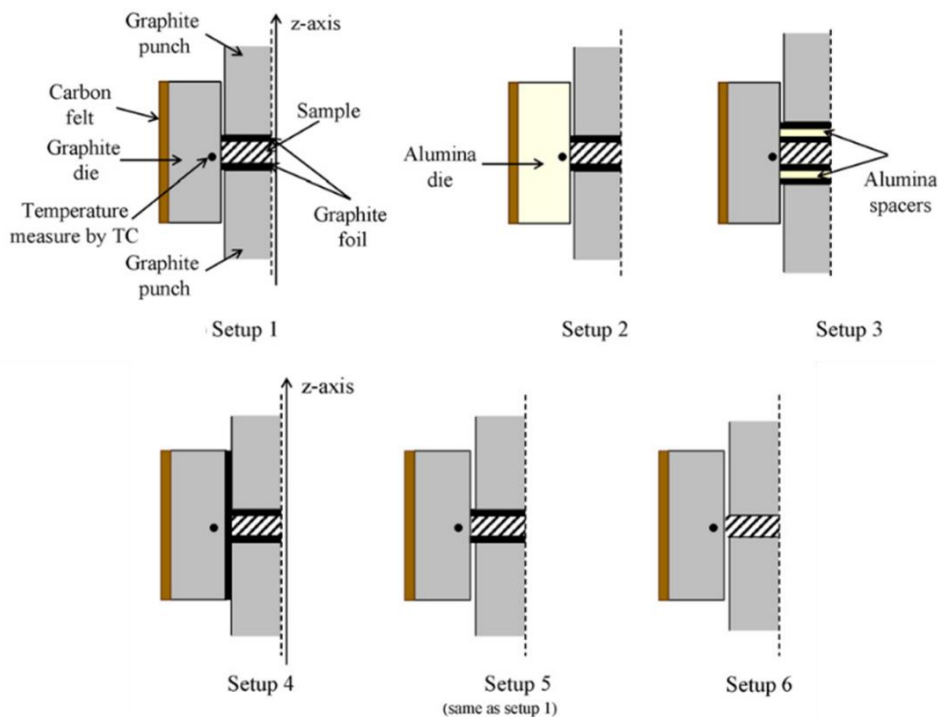 Graphite
punch
z-axis
Carbon
felt
Sample
Graphite
die
Temperature
measure by TC
Graphite
foil
Graphite
punch
Setup 1
Alumina
die
Setup 2
Alumina
spacers
Setup 3
z-axis
Setup 4
Setup 5
(same as setup 1)
Setup 6